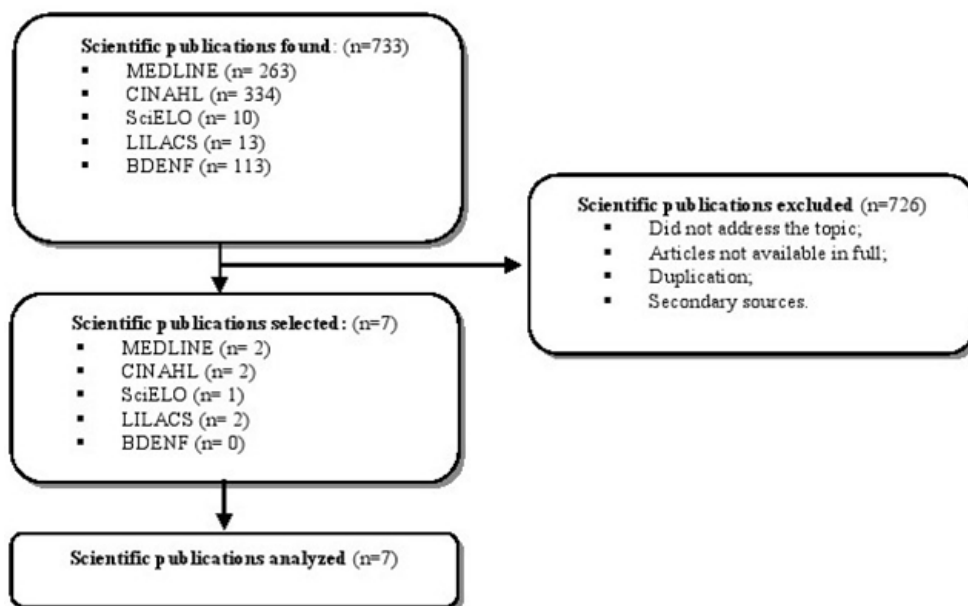 Scientific publications found: (n=733)
▪ MEDLINE (n= 263)
▪ CINAHL (n= 334)
▪ SciELO (n= 10)
▪ LILACS (n= 13)
▪ BDENF (n= 113)
Scientific publications excluded (n=726)
▪ Did not address the topic;
▪ Articles not available in full;
▪ Duplication;
▪ Secondary sources.
Scientific publications selected: (n=7)
▪ MEDLINE (n= 2)
▪ CINAHL (n= 2)
▪ SciELO (n= 1)
▪ LILACS (n= 2)
▪ BDENF (n= 0)
Scientific publications analyzed (n=7)